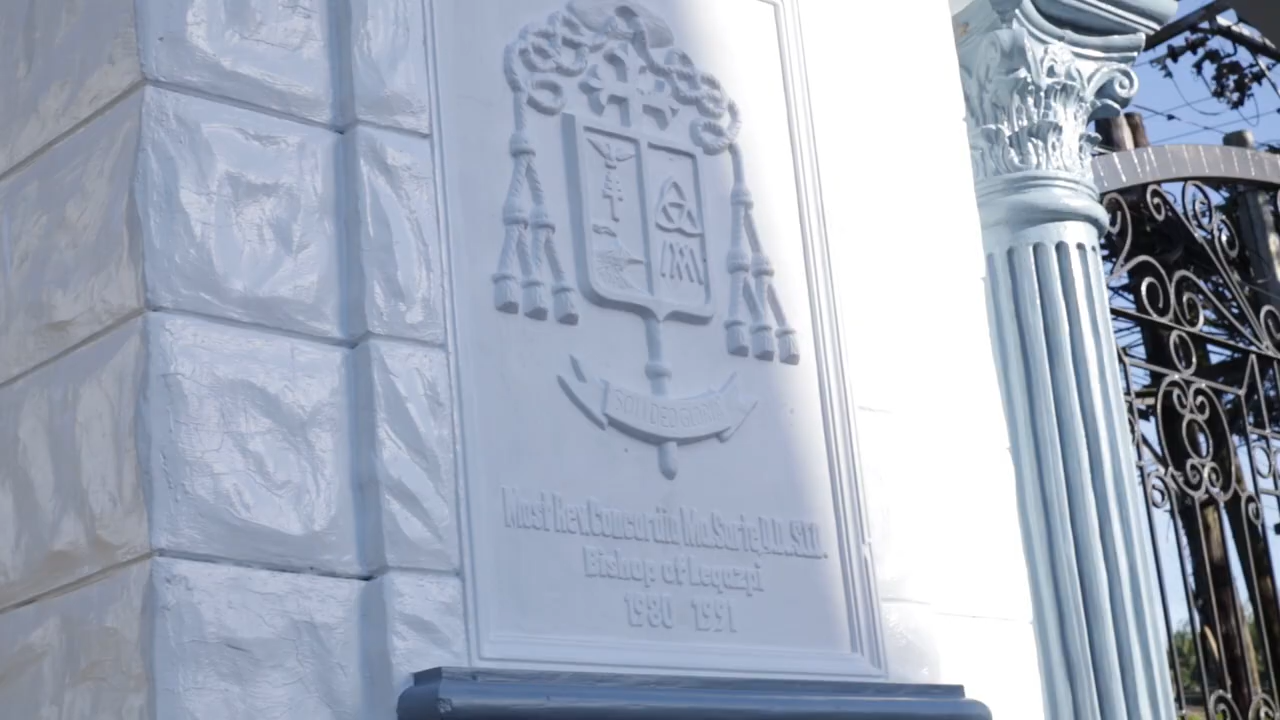 SOLI DEO GLORIA
Most Rev. Concordio Ma. Sarte, D.D. S.T.D.
Bishop of Legazpi
1980 1991